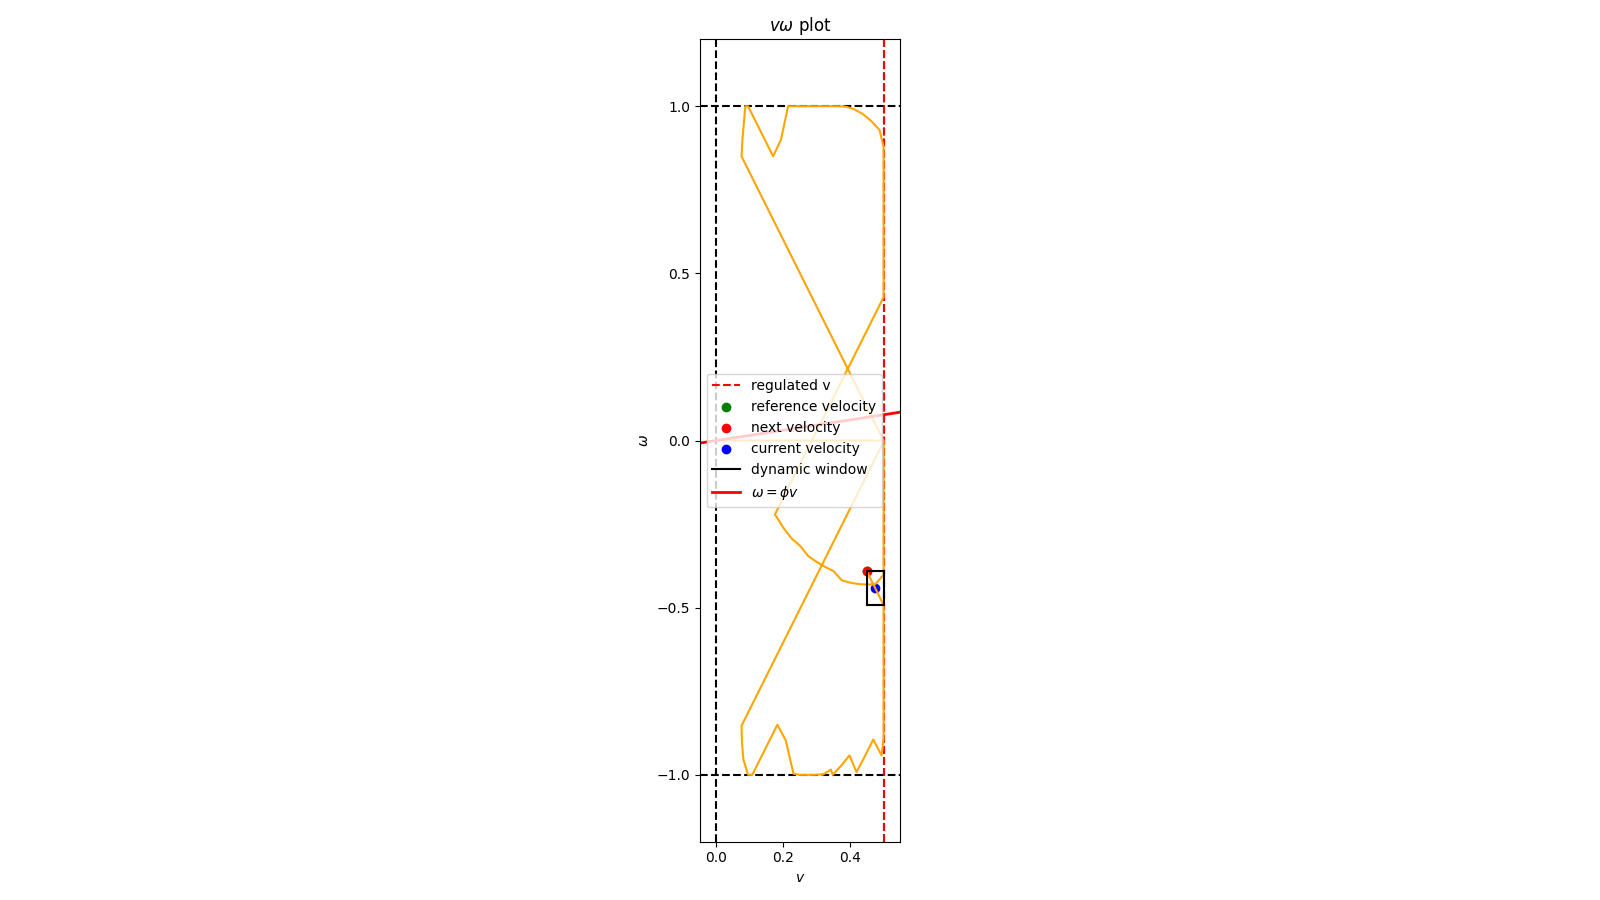 vω plot
1.0
0.5
ω
0.0
−0.5
−1.0
regulated v
reference velocity
next velocity
current velocity
dynamic window
ω = ϕv
0.0 0.2 0.4
v